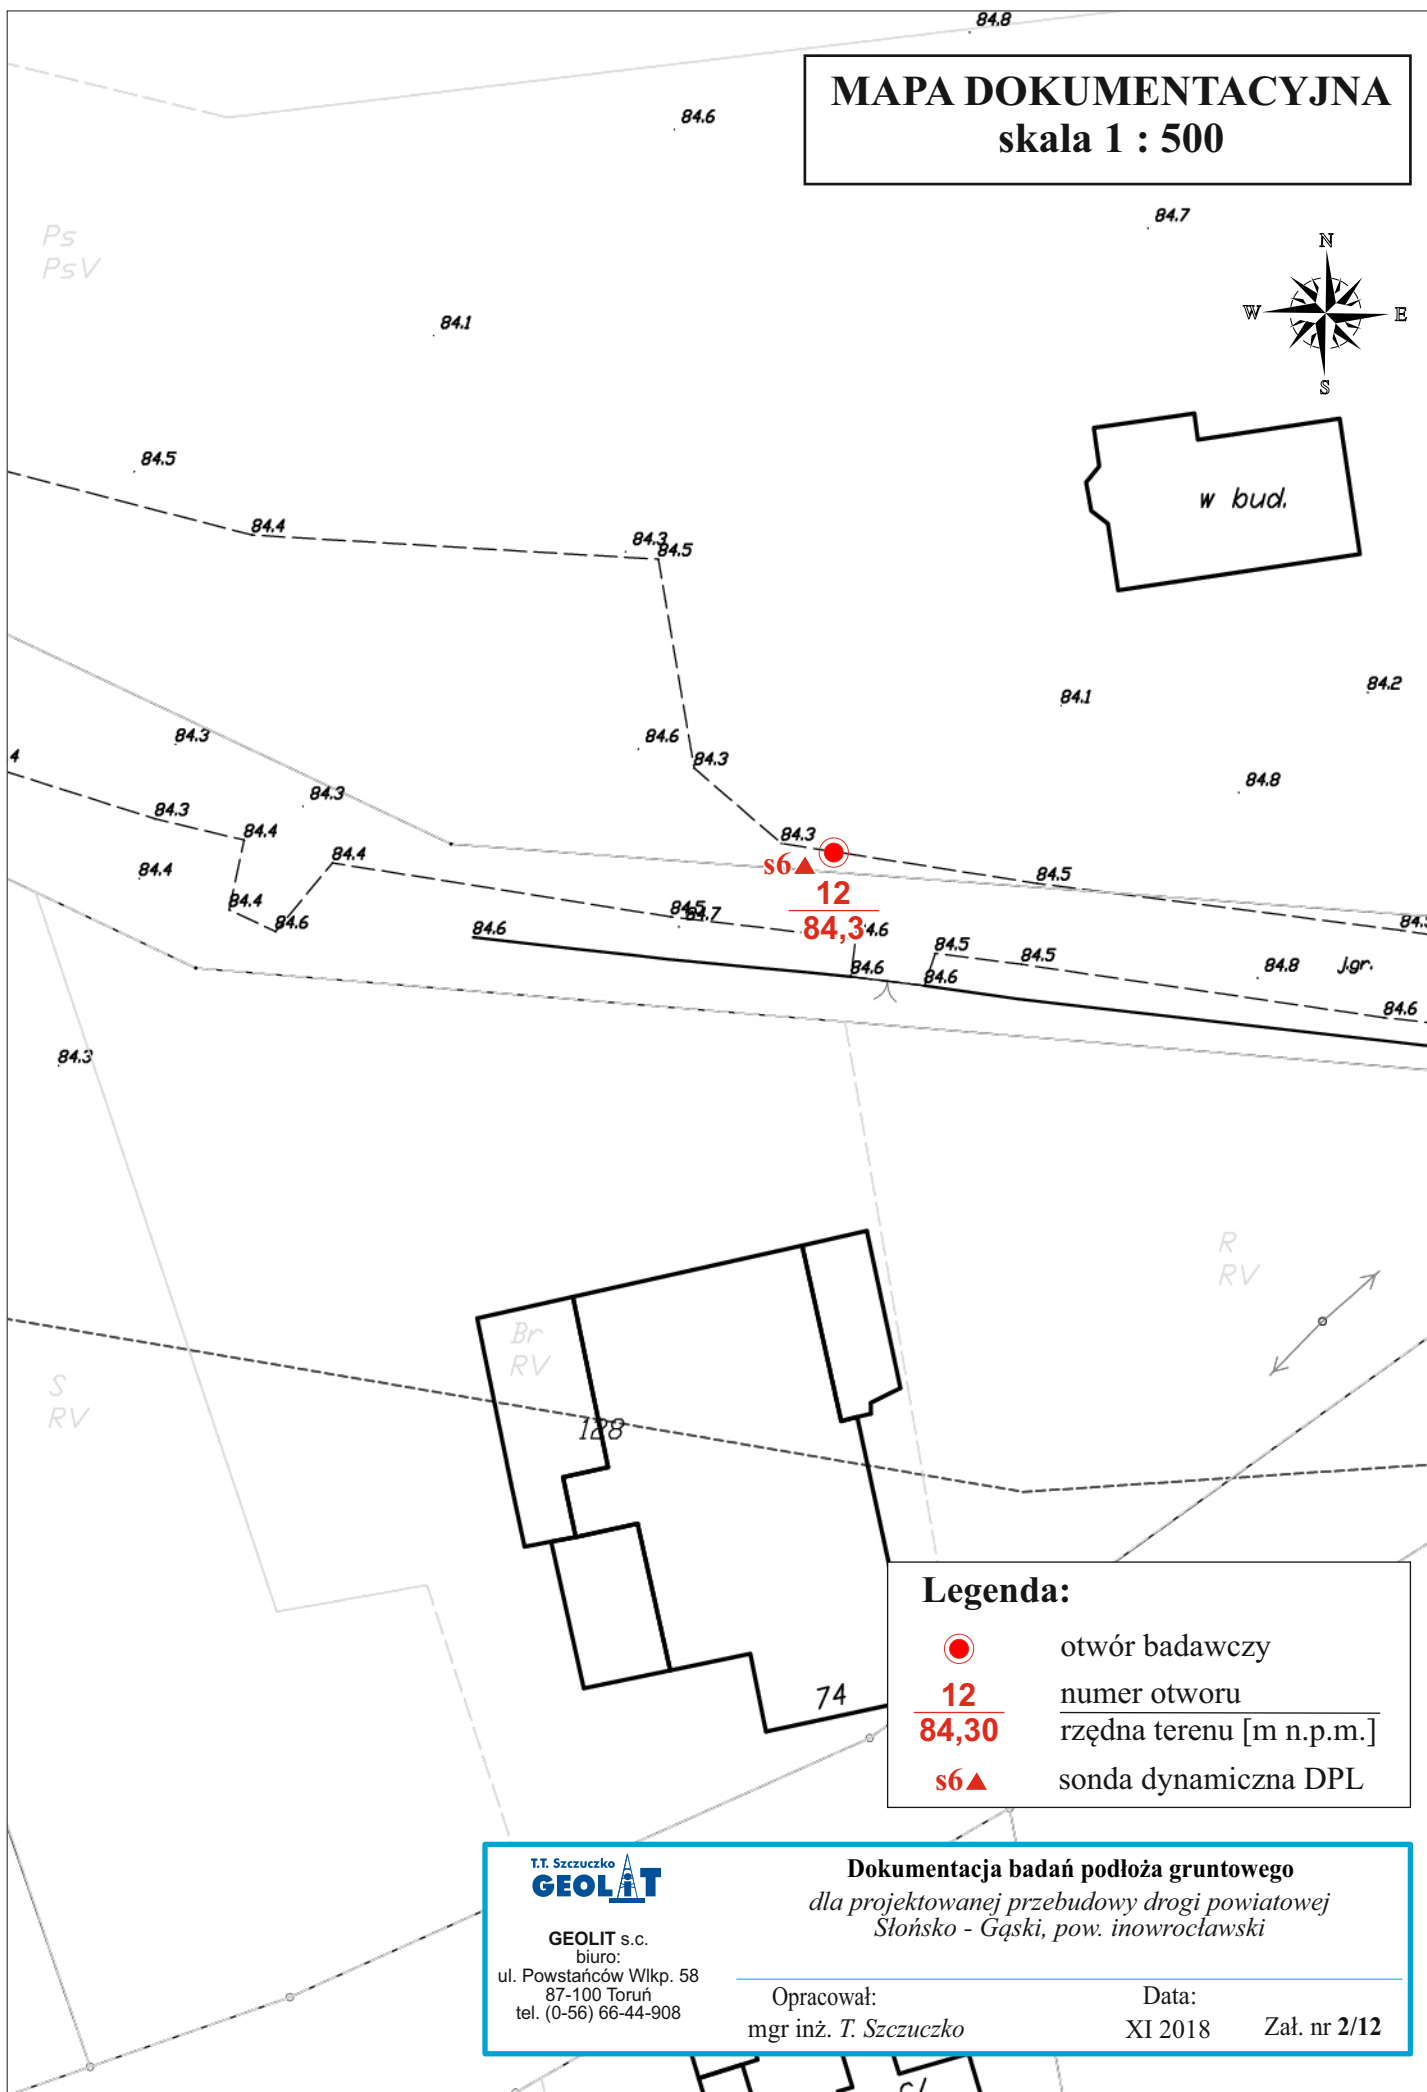 84.8
MAPA DOKUMENTACYJNA
skala 1 : 500
84.6
84.7
Ps
PsV
N
W
E
S
84.1
84.5
84.4
84.3
84.5
w bud.
84.1
84.2
84.3
84.6
84.3
4
84.8
84.3
84.3
84.4
84.3
84.4
84.4
s6
84.5
12
84,3
84.4
84.6
84.5
84.6
84.5
84.5
84.6
84.6
84.8
j.gr.
84.6
84.3
R
RV
Br
RV
S
RV
128
74
Legenda:
otwór badawczy
12
numer otworu
84,30
rzędna terenu [m n.p.m.]
s6
sonda dynamiczna DPL
T.T. Szczuczko
GEOLIT
GEOLIT s.c.
biuro:
ul. Powstańców Wlkp. 58
87-100 Toruń
tel. (0-56) 66-44-908
Dokumentacja badań podłoża gruntowego
dla projektowanej przebudowy drogi powiatowej
Słońsko - Gąski, pow. inowrocławski
Opracował:
mgr inż. T. Szczuczko
Data:
XI 2018
Zał. nr 2/12